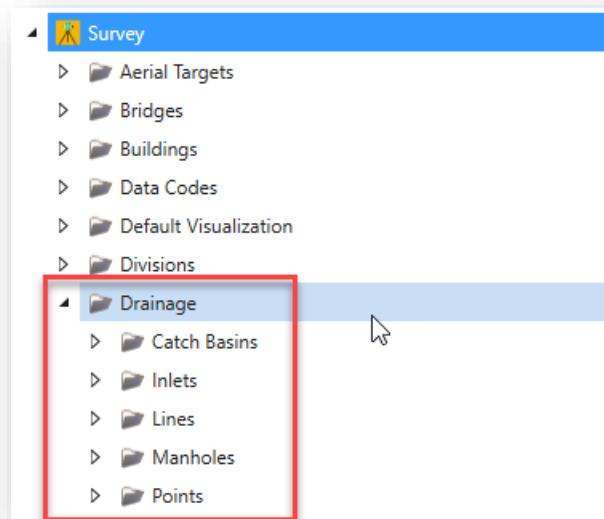 Survey
Aerial Targets
Bridges
Buildings
Data Codes
Default Visualization
Divisions
Drainage
Catch Basins
Inlets
Lines
Manholes
Points